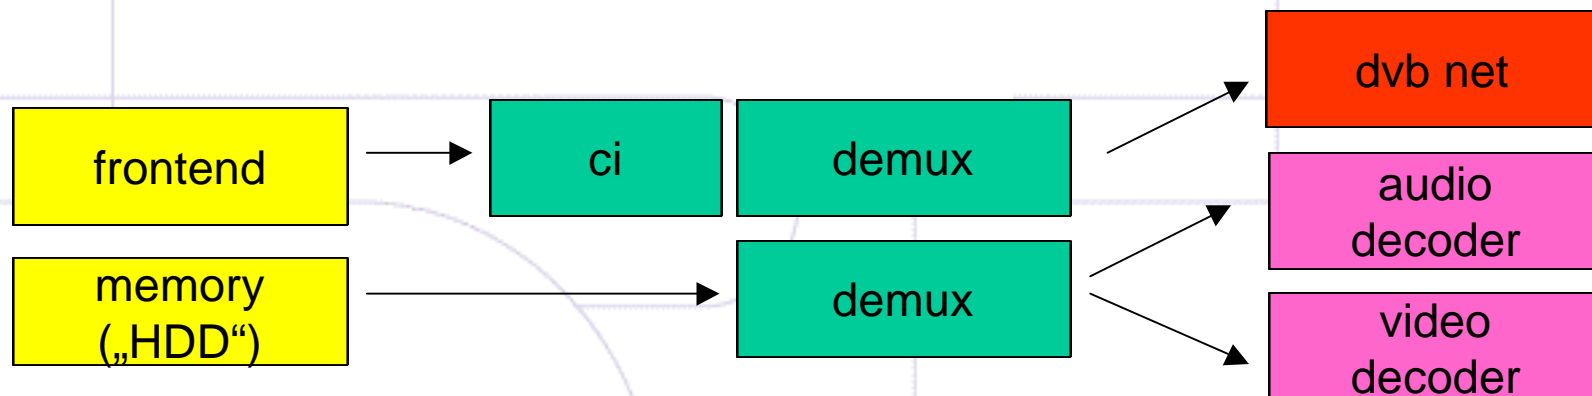 dvb net
frontend
ci
demux
audio
decoder
memory
(„HDD“)
demux
video
decoder